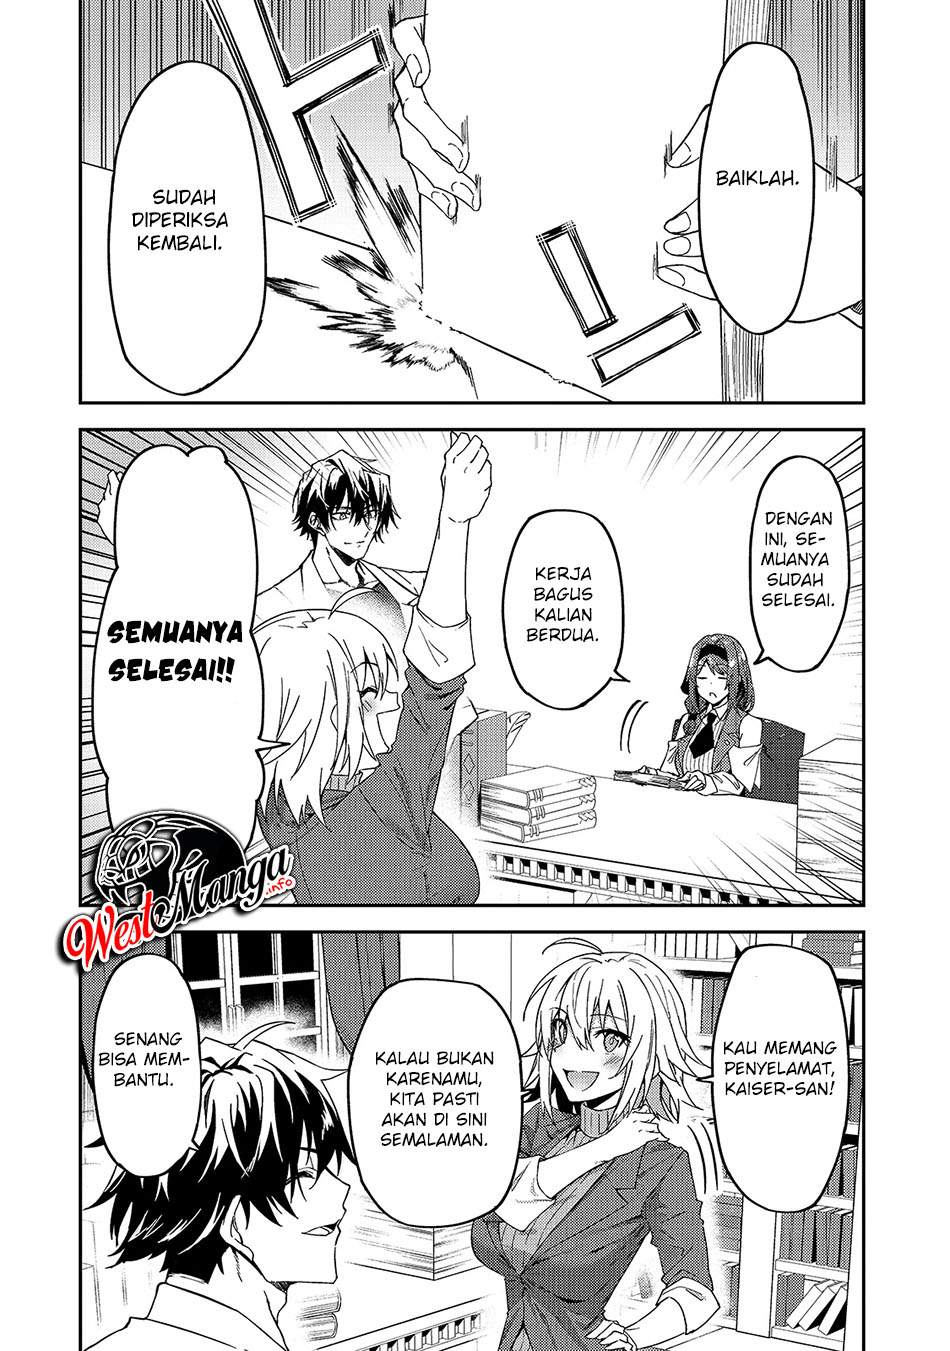 BAIKLAH.
SUDAH
DIPERIKSA
KEMBALI.
DENGAN
INI, SE-
MUANYA
SUDAH
SELESAI.
KERJA
BAGUS
KALIAN
BERDUA.
SEMUANYA
SELESAI!!
WestManga
.info
KAU MEMANG
PENYELAMAT,
KAISER-SAN!
KALAU BUKAN
KARENAMU,
KITA PASTI
AKAN DI SINI
SEMALAMAN.
SENANG
BISA MEM-
BANTU.